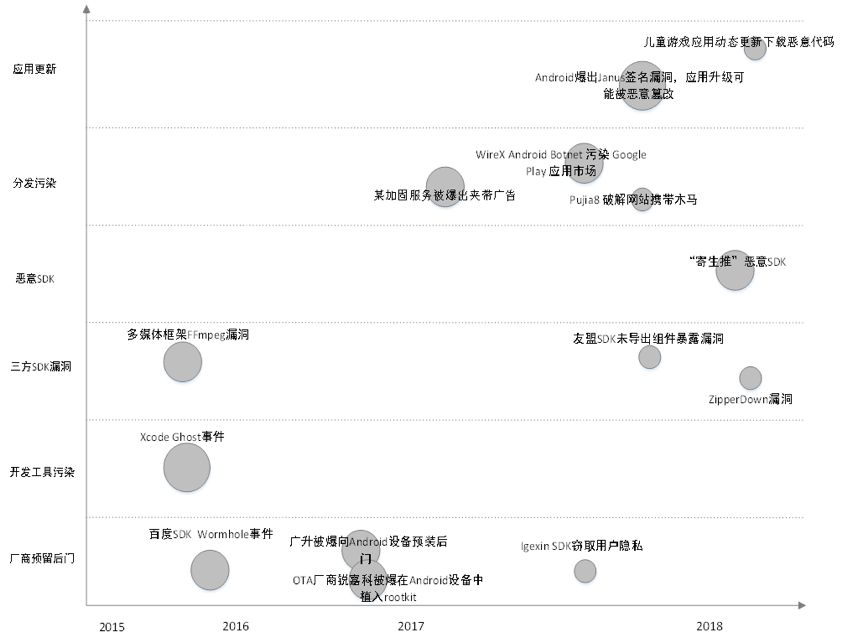 儿童游戏应用动态更新下载恶意代码
应用更新
Android爆出Janus签名漏洞，应用升级可
能被恶意篡改
WireX Android Botnet 污染 Google
Play 应用市场
分发污染
某加固服务被爆出夹带广告
Pujia8 破解网站携带木马
“寄生推”恶意SDK
恶意SDK
多媒体框架FFmpeg漏洞
友盟SDK未导出组件暴露漏洞
三方SDK漏洞
ZipperDown漏洞
Xcode Ghost事件
开发工具污染
百度SDK Wormhole事件
广升被爆向Android设备预装后
门
Igexin SDK窃取用户隐私
厂商预留后门
OTA厂商锐嘉科被爆在Android设备中
植入rootkit
2015
2016
2017
2018